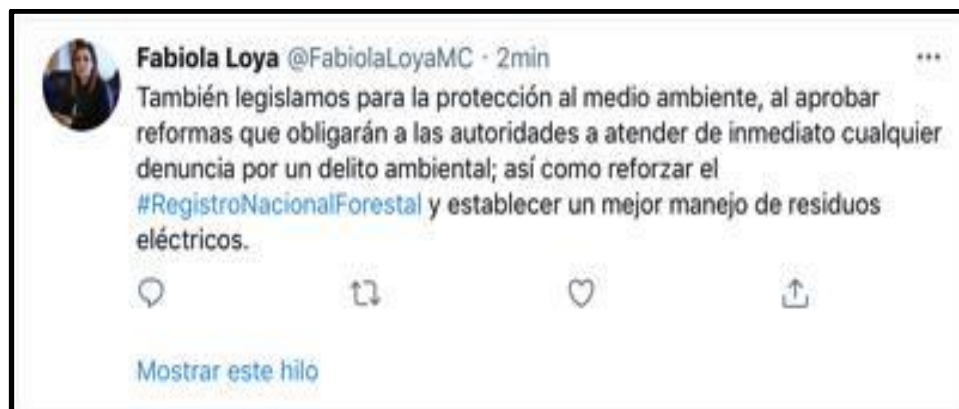 Fabiola Loya @FabiolaLoyaMC · 2min
También legislamos para la protección al medio ambiente, al aprobar
reformas que obligarán a las autoridades a atender de inmediato cualquier
denuncia por un delito ambiental; así como reforzar el
#RegistroNacionalForestal y establecer un mejor manejo de residuos
eléctricos.
Mostrar este hilo